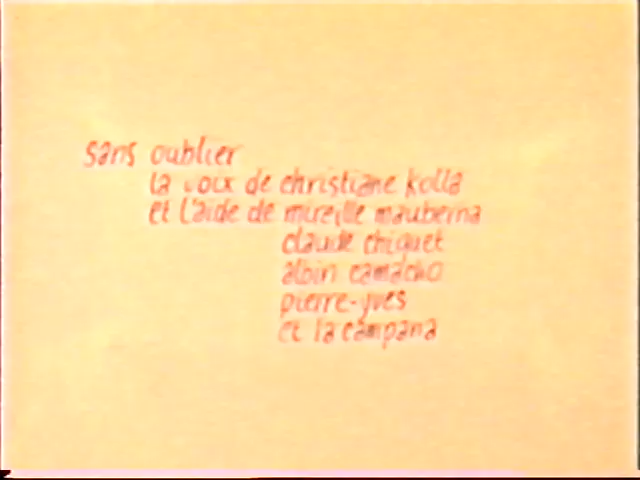 sans oublier
la voix de christiane kolla
et l'aide de mireille mauberna
claude chiquet
albin camacho
pierre-yves
et la campana